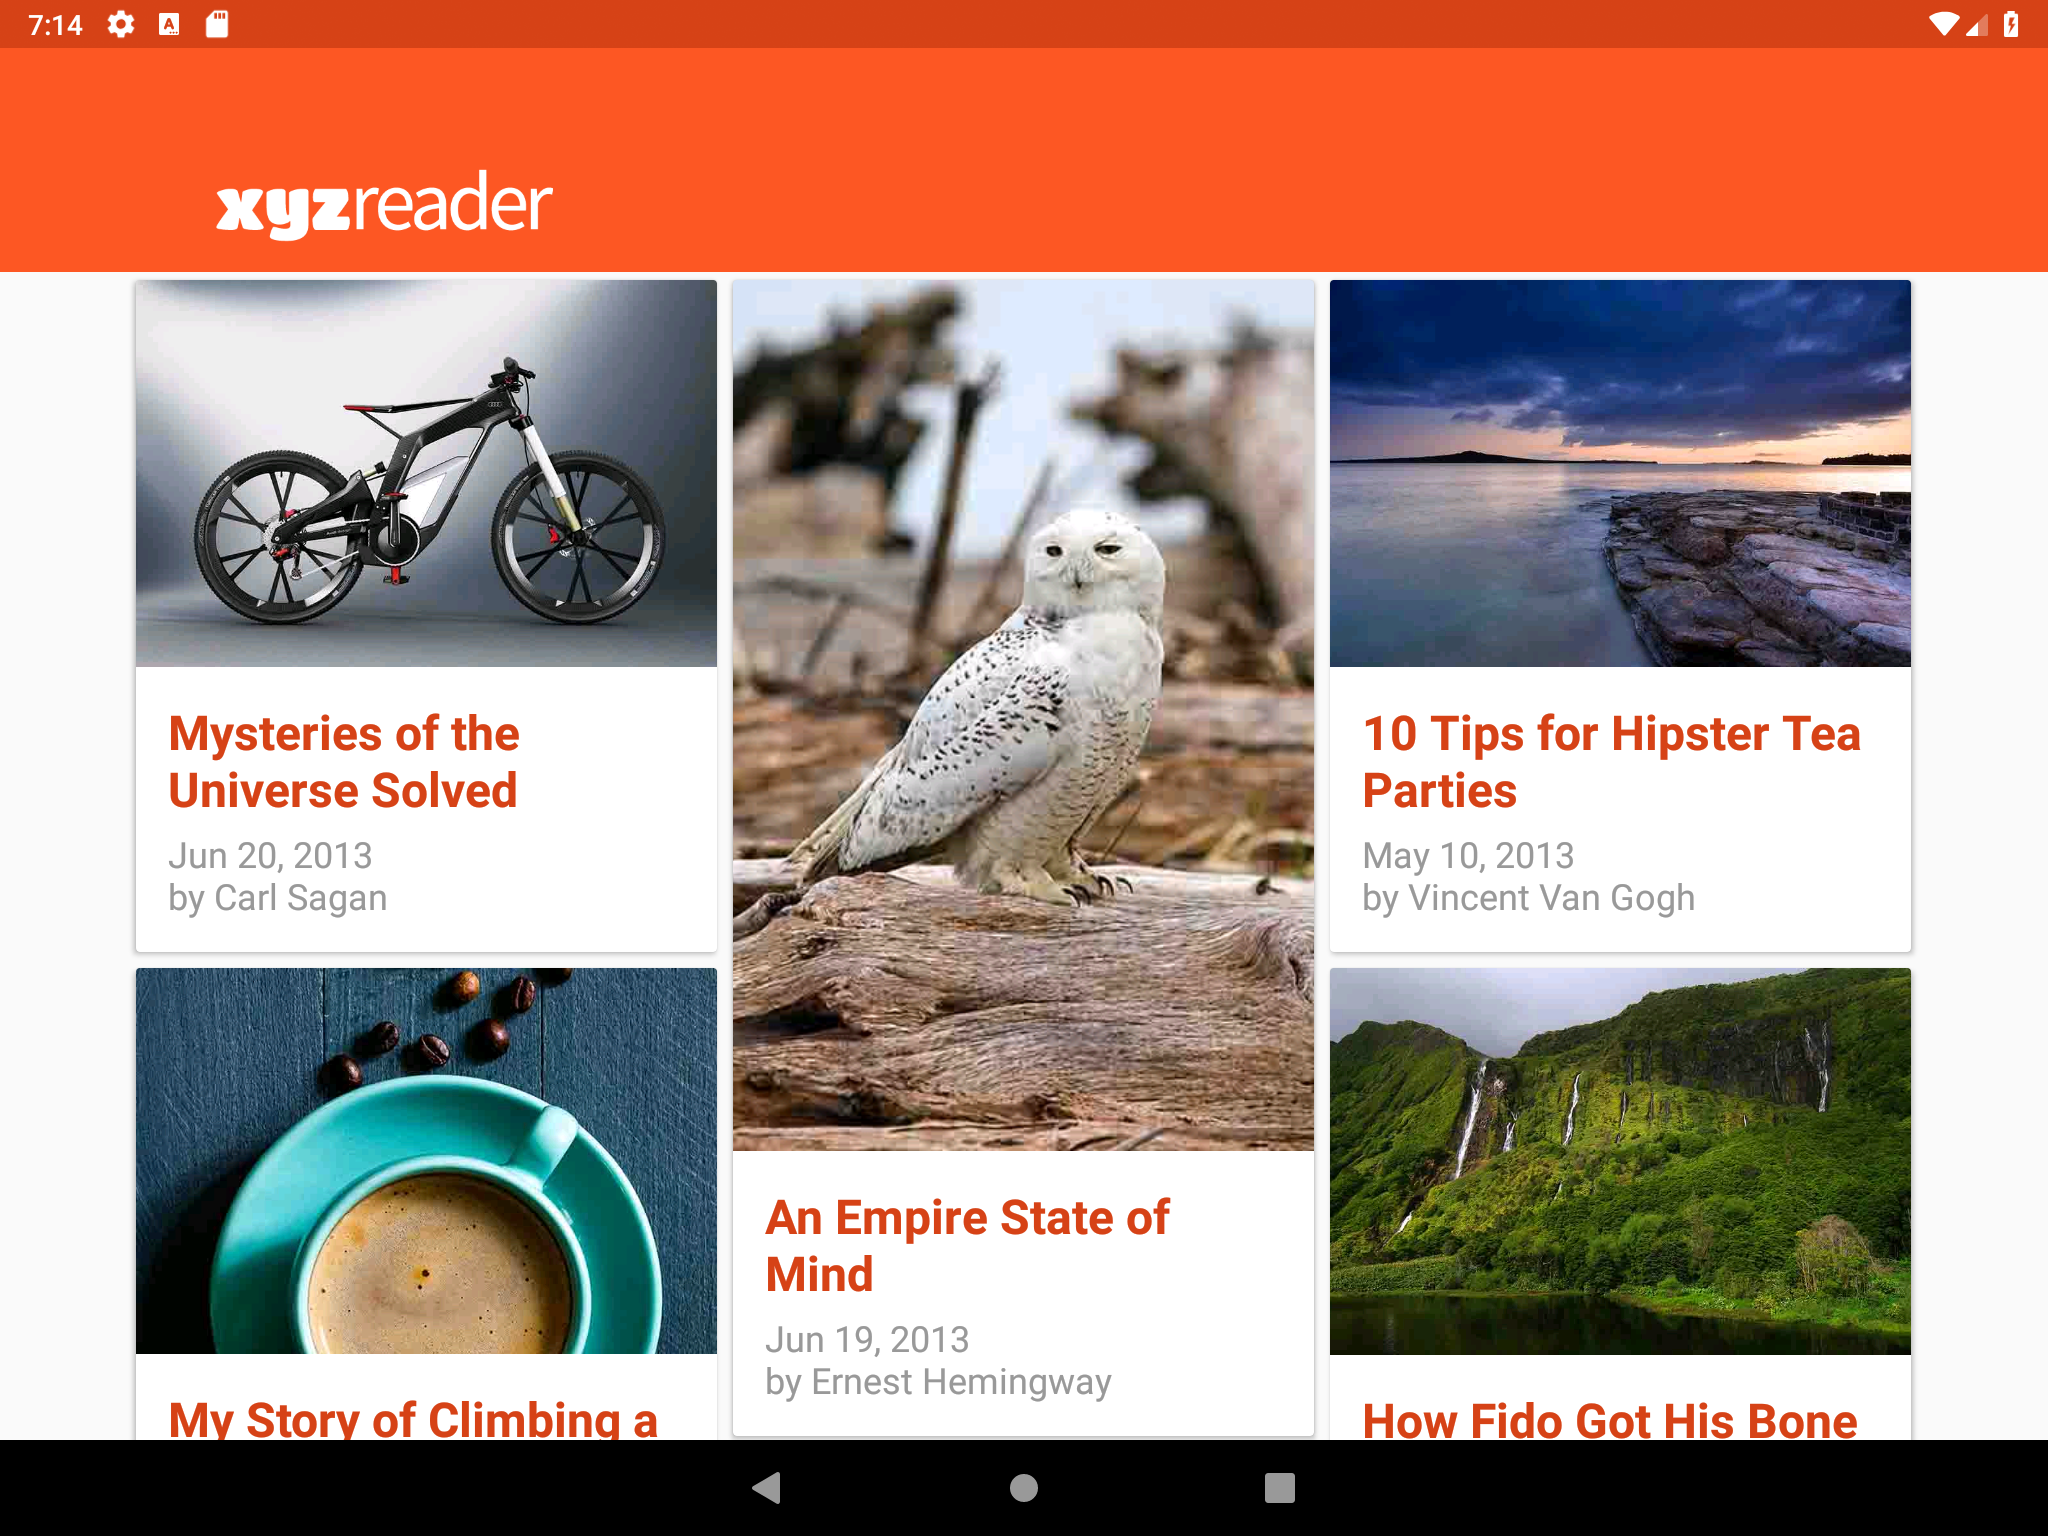 7:14
xyzreader
Mysteries of the
Universe Solved
Jun 20, 2013
by Carl Sagan
An Empire State of
Mind
Jun 19, 2013
by Ernest Hemingway
10 Tips for Hipster Tea
Parties
May 10, 2013
by Vincent Van Gogh
My Story of Climbing a
How Fido Got His Bone